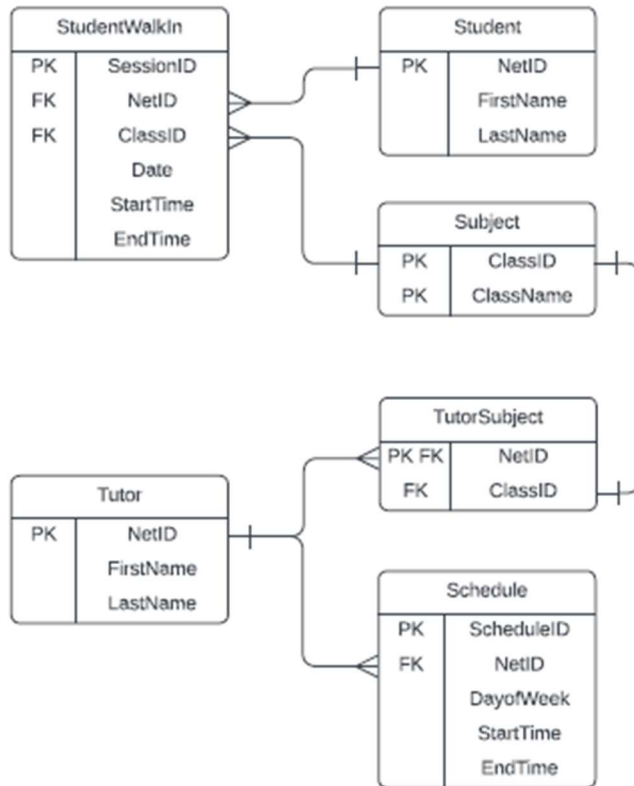 StudentWalkIn
PK SessionID
FK NetID
FK ClassID
Date
StartTime
EndTime
Student
PK NetID
FirstName
LastName
Subject
PK ClassID
PK ClassName
TutorSubject
PK FK NetID
FK ClassID
Tutor
PK NetID
FirstName
LastName
Schedule
PK ScheduleID
FK NetID
DayofWeek
StartTime
EndTime